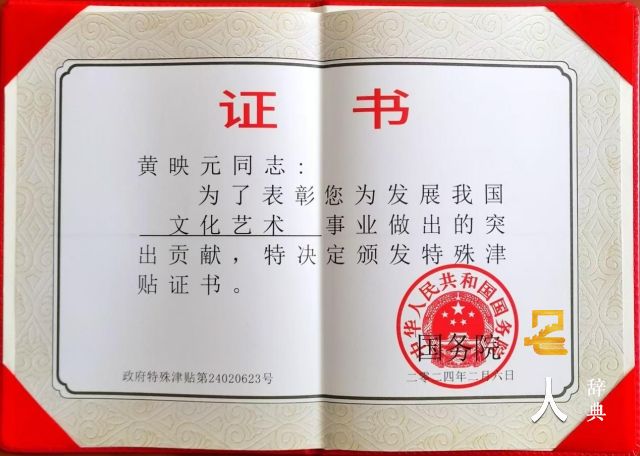 证书
黄映元同志：
为了表彰您为发展我国
文化艺术 事业做出的突
出贡献，特决定颁发特殊津
贴证书。
中华人民共和国国务院
国务院
政府特殊津贴第24020623号
二〇二四年二月六日
名人
辞典